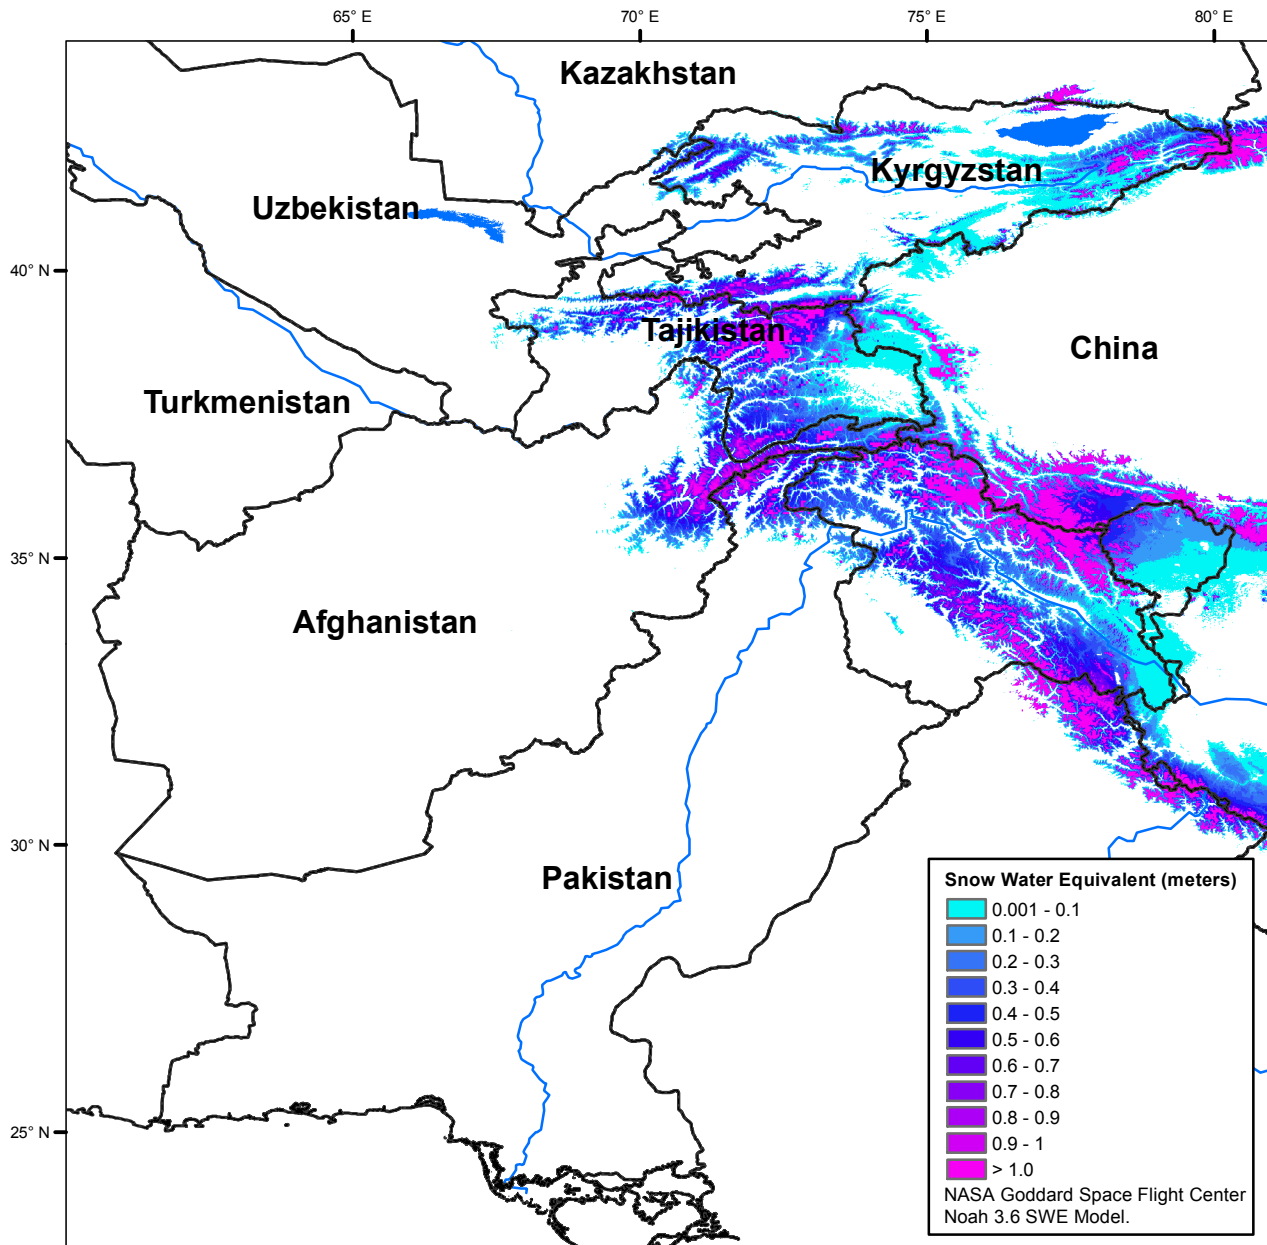 65° E
70° E
75° E
80° E
Kazakhstan
Kyrgyzstan
Uzbekistan
40° N
Tajikistan
China
Turkmenistan
35° N
Afghanistan
30° N
Pakistan
25° N
Snow Water Equivalent (meters)
0.001 - 0.1
0.1 - 0.2
0.2 - 0.3
0.3 - 0.4
0.4 - 0.5
0.5 - 0.6
0.6 - 0.7
0.7 - 0.8
0.8 - 0.9
0.9 - 1
> 1.0
NASA Goddard Space Flight Center
Noah 3.6 SWE Model.